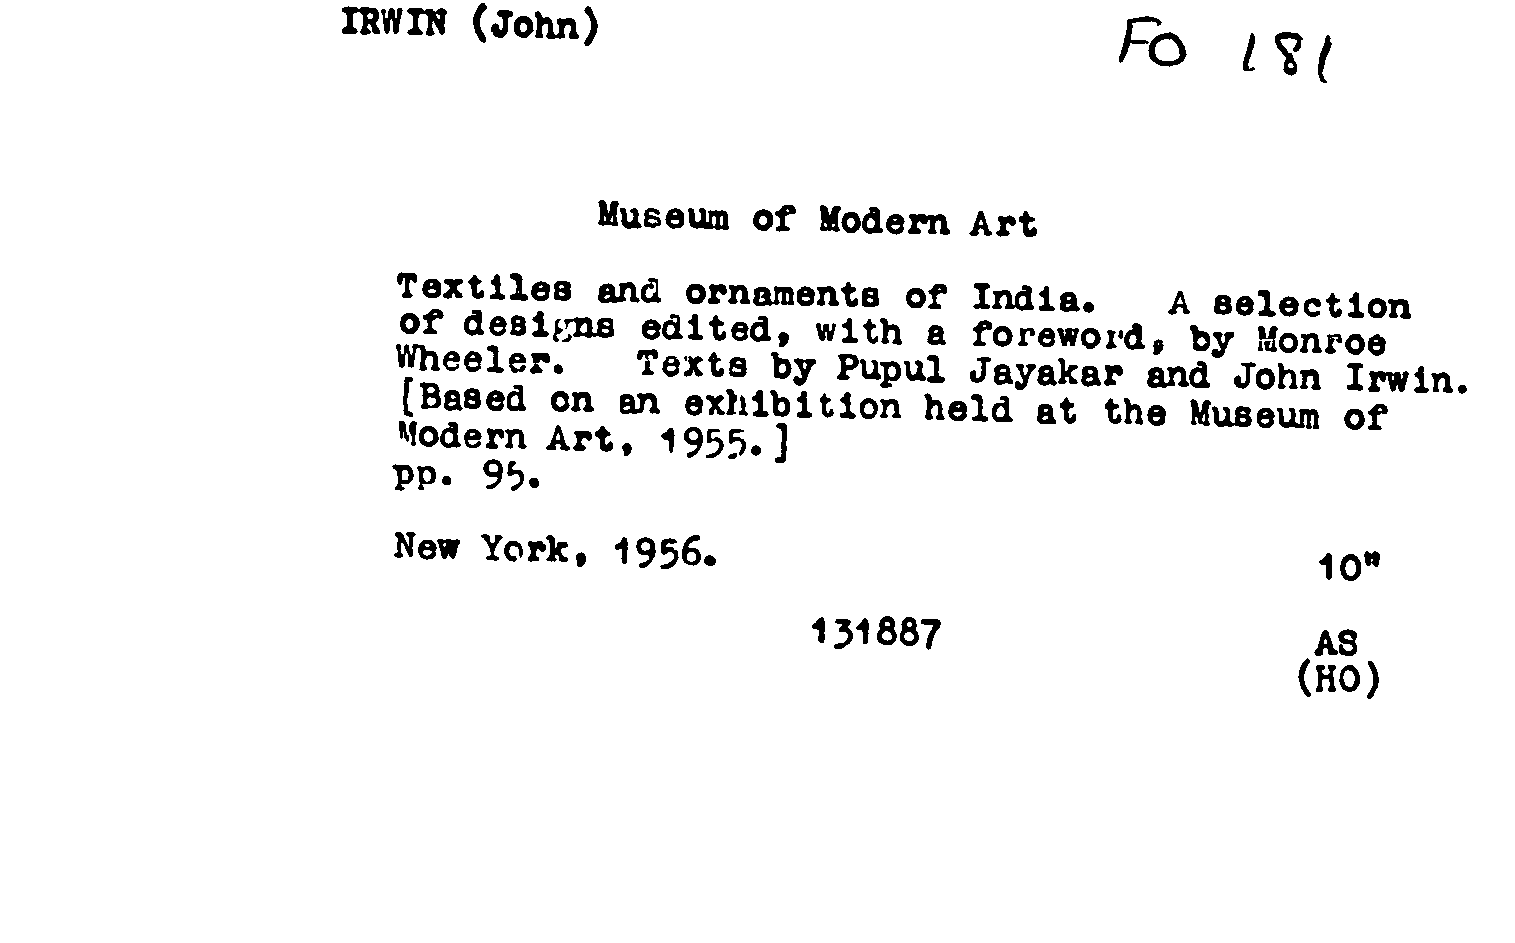 IRWIN (John)
FO 181
Museum of Modern Art
Textiles and ornaments of India. A selection
of designs edited, with a foreword, by Monroe
Wheeler. Texts by Pupul Jayakar and John Irwin.
[Based on an exhibition held at the Museum of
Modern Art, 1955.]
pp. 95.
New York, 1956.
10"
131887
AS
(HO)